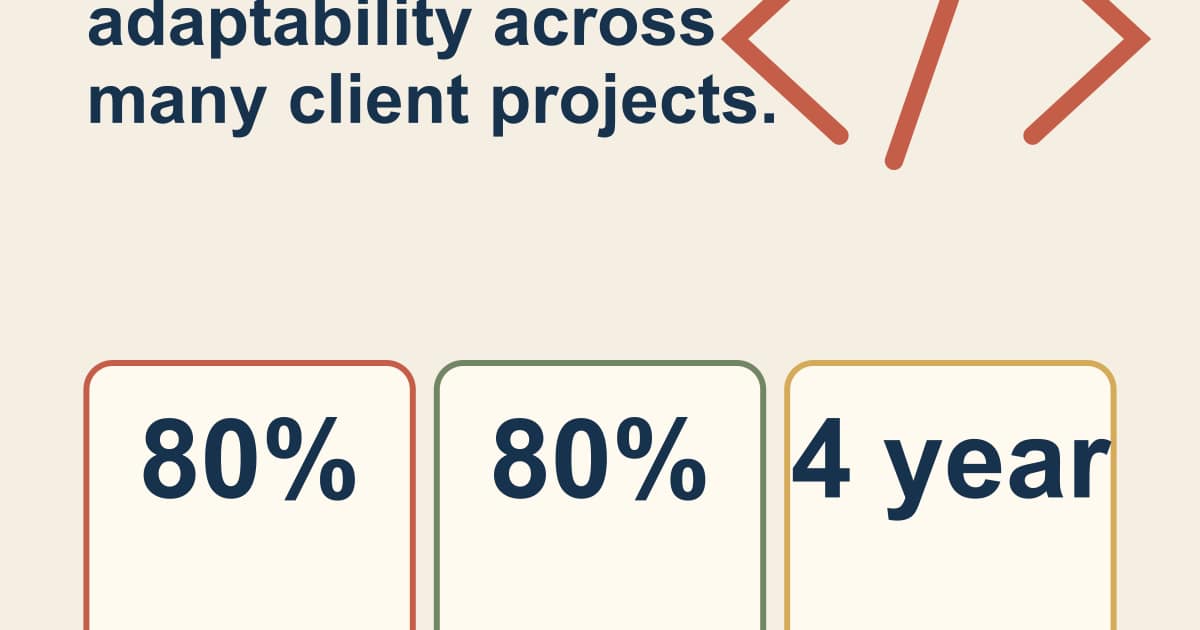 adaptability across
many client projects.
80%
80%
4 year